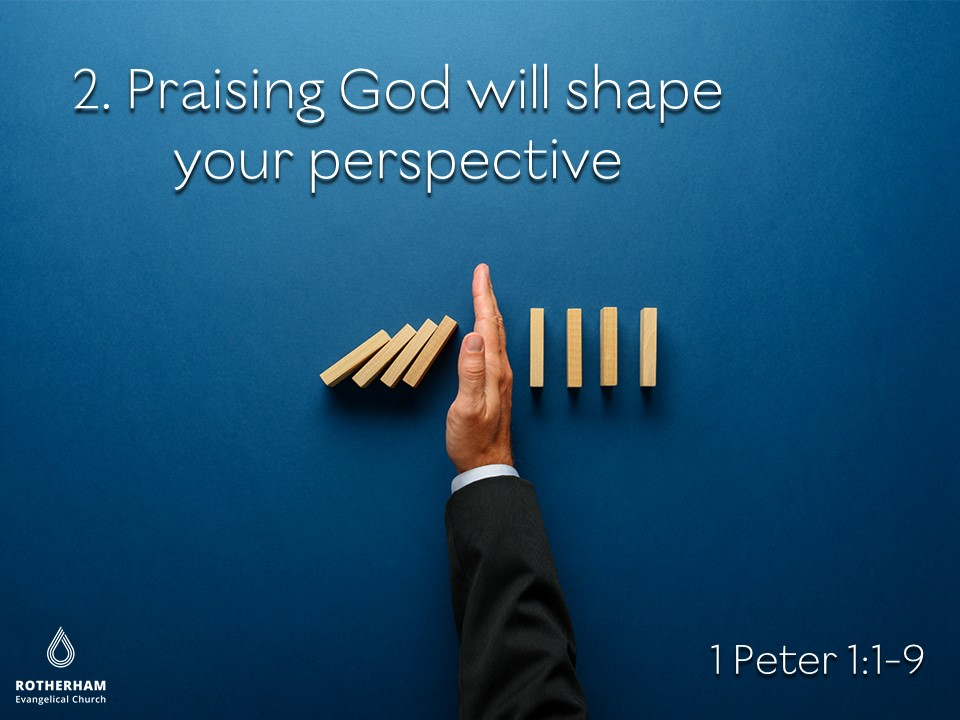 2. Praising God will shape
your perspective
1 Peter 1:1-9
ROTHERHAM
Evangelical Church